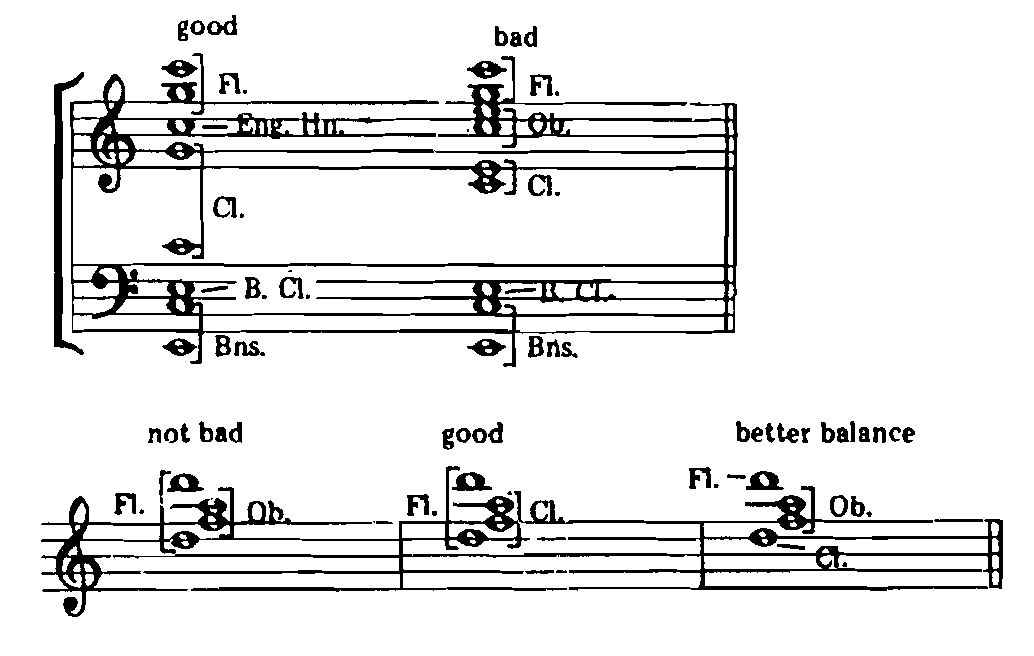 good bad
Fl. Fl.
Eng. Hn. Ob.
Cl. Cl.
B. Cl. B. Cl.
Bns. Bns.
not bad good better balance
Fl. Ob. Fl. Cl. Fl. Ob.
Cl.